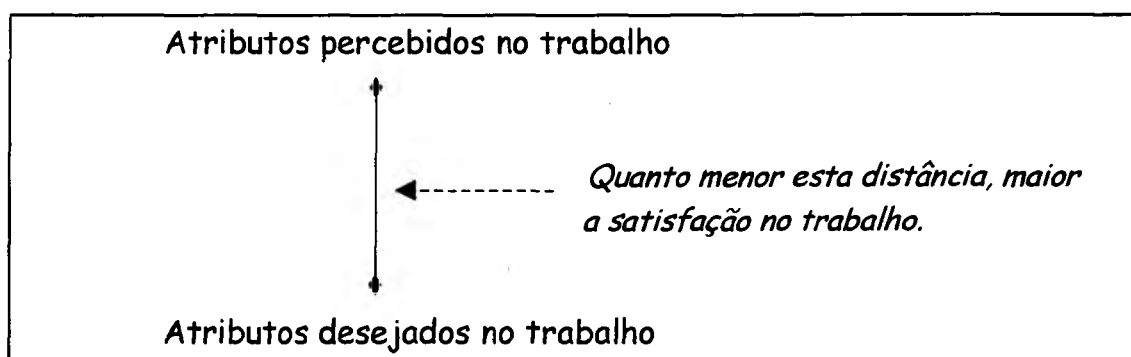 Atributos percebidos no trabalho
Quanto menor esta distância, maior
a satisfação no trabalho.
Atributos desejados no trabalho